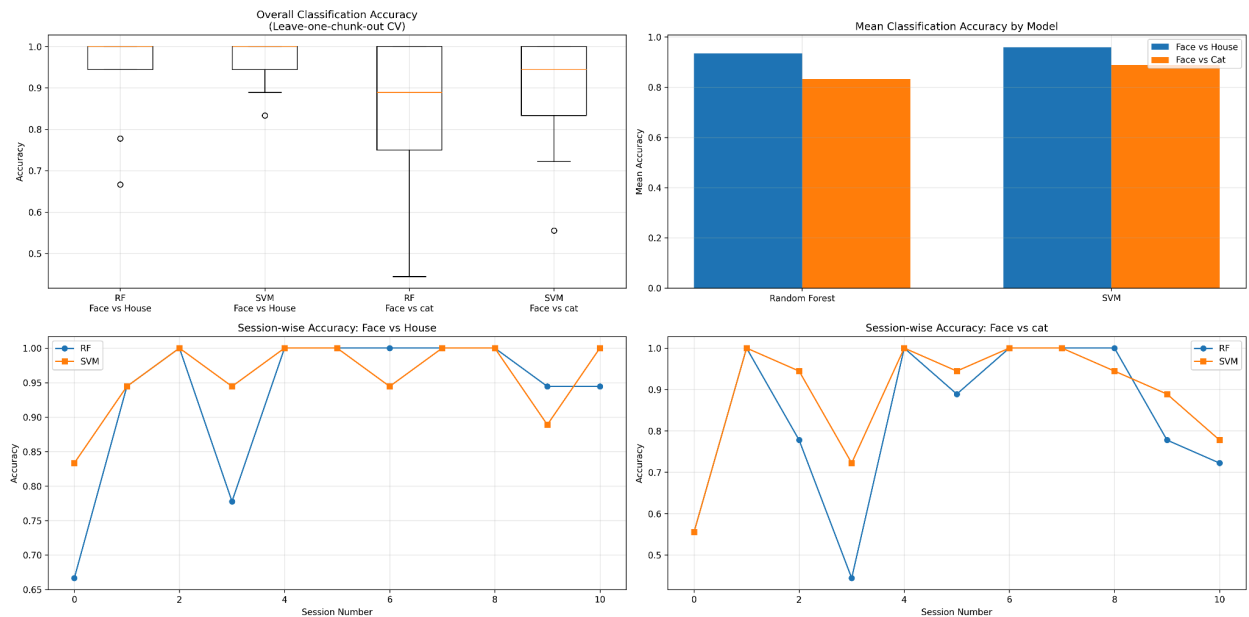 Overall Classification Accuracy
(Leave-one-chunk-out CV)
1.0
0.9
0.8
0.7
0.6
0.5
Accuracy
RF
Face vs House
SVM
Face vs House
RF
Face vs cat
SVM
Face vs cat
Mean Classification Accuracy by Model
1.0
0.8
0.6
0.4
0.2
0.0
Mean Accuracy
Face vs House
Face vs Cat
Random Forest
SVM
Session-wise Accuracy: Face vs House
RF
SVM
1.00
0.95
0.90
0.85
0.80
0.75
0.70
0.65
Accuracy
0 2 4 6 8 10
Session Number
Session-wise Accuracy: Face vs cat
RF
SVM
1.0
0.9
0.8
0.7
0.6
0.5
Accuracy
0 2 4 6 8 10
Session Number